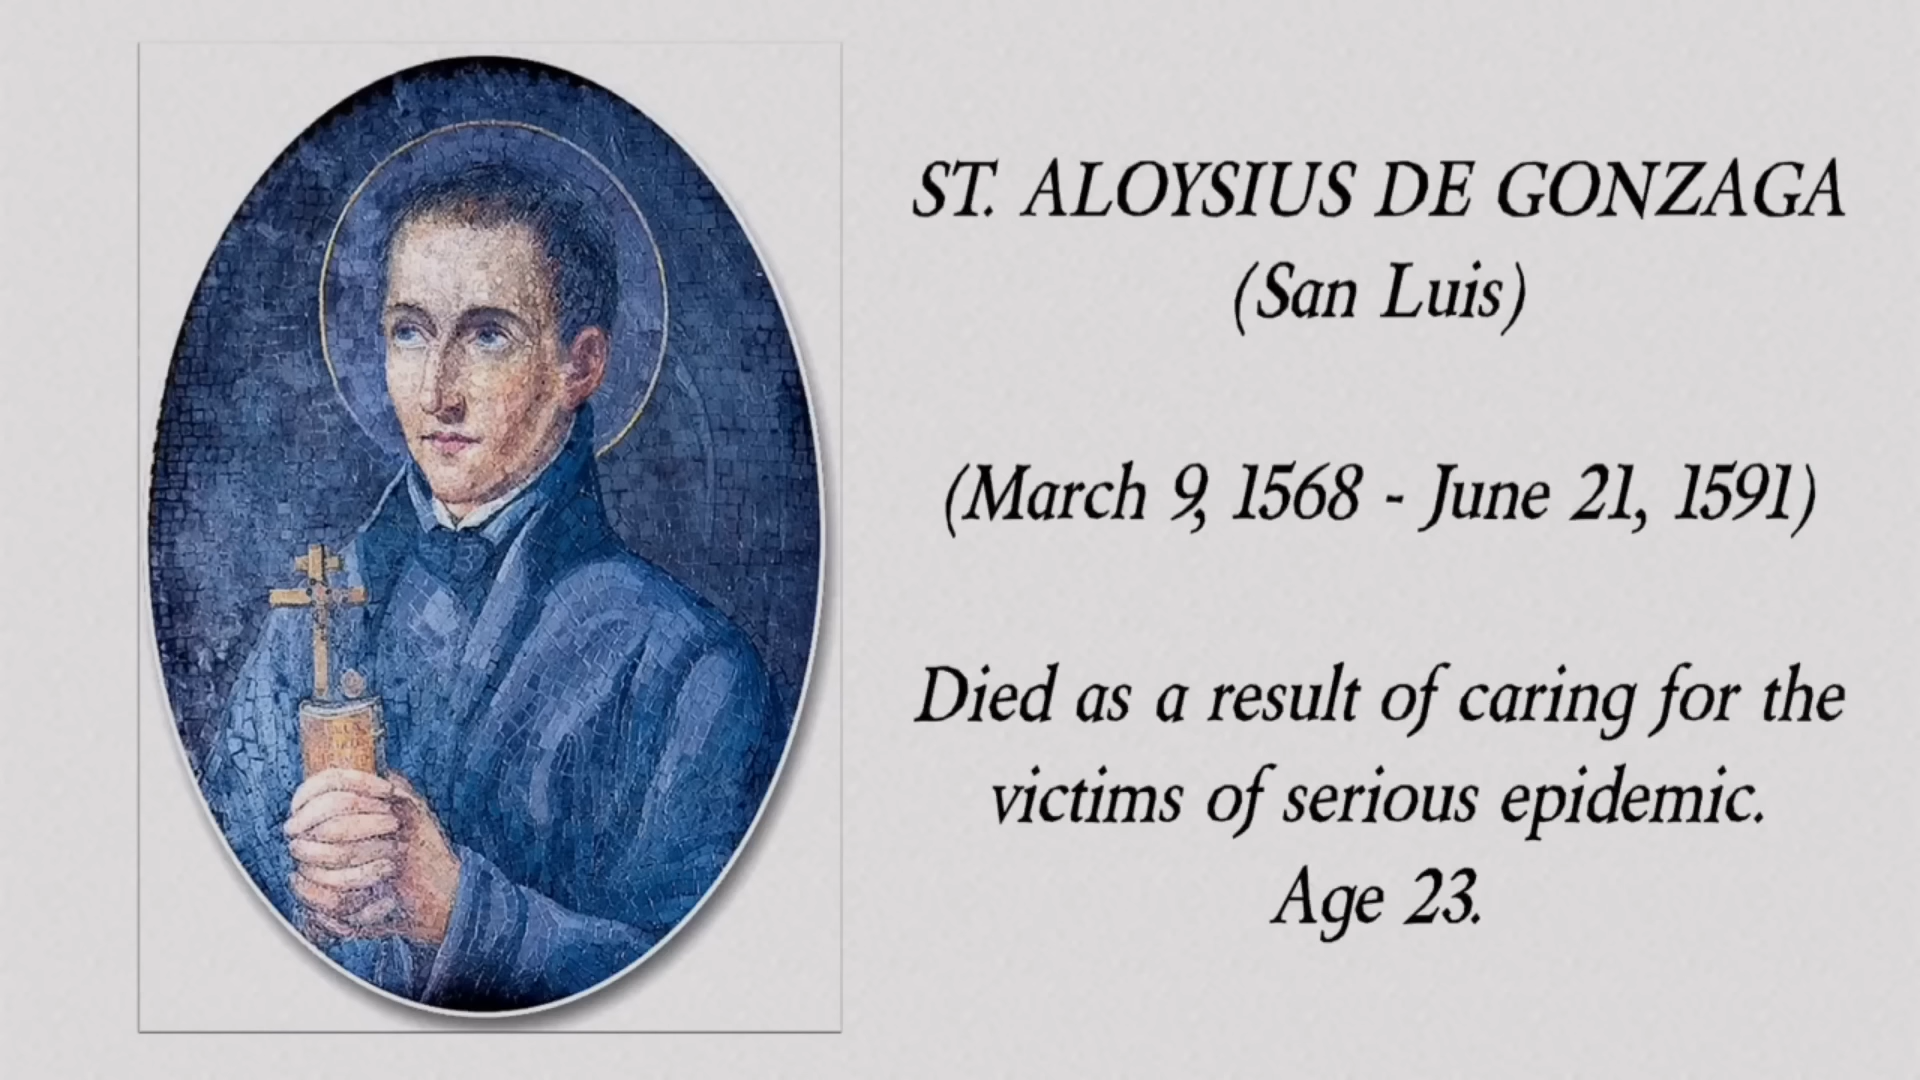 ST. ALOYSIUS DE GONZAGA
(San Luis)
(March 9, 1568 - June 21, 1591)
Died as a result of caring for the
victims of serious epidemic.
Age 23.